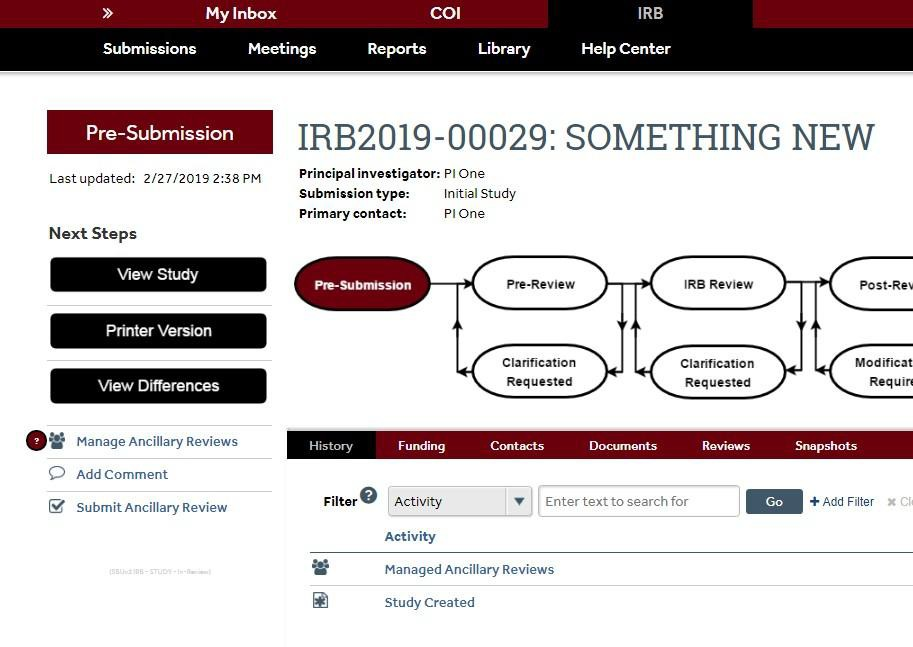 » My Inbox COI IRB
Submissions Meetings Reports Library Help Center
Pre-Submission
Last updated: 2/27/2019 2:38 PM
Next Steps
View Study
Printer Version
View Differences
? Manage Ancillary Reviews
Add Comment
Submit Ancillary Review
IRB2019-00029: SOMETHING NEW
Principal investigator: PI One
Submission type: Initial Study
Primary contact: PI One
Pre-Submission Pre-Review IRB Review Post-Rev
Clarification Requested
Clarification Requested
Modificat
Require
History Funding Contacts Documents Reviews Snapshots
Filter ? Activity Enter text to search for Go + Add Filter
Activity
Managed Ancillary Reviews
Study Created